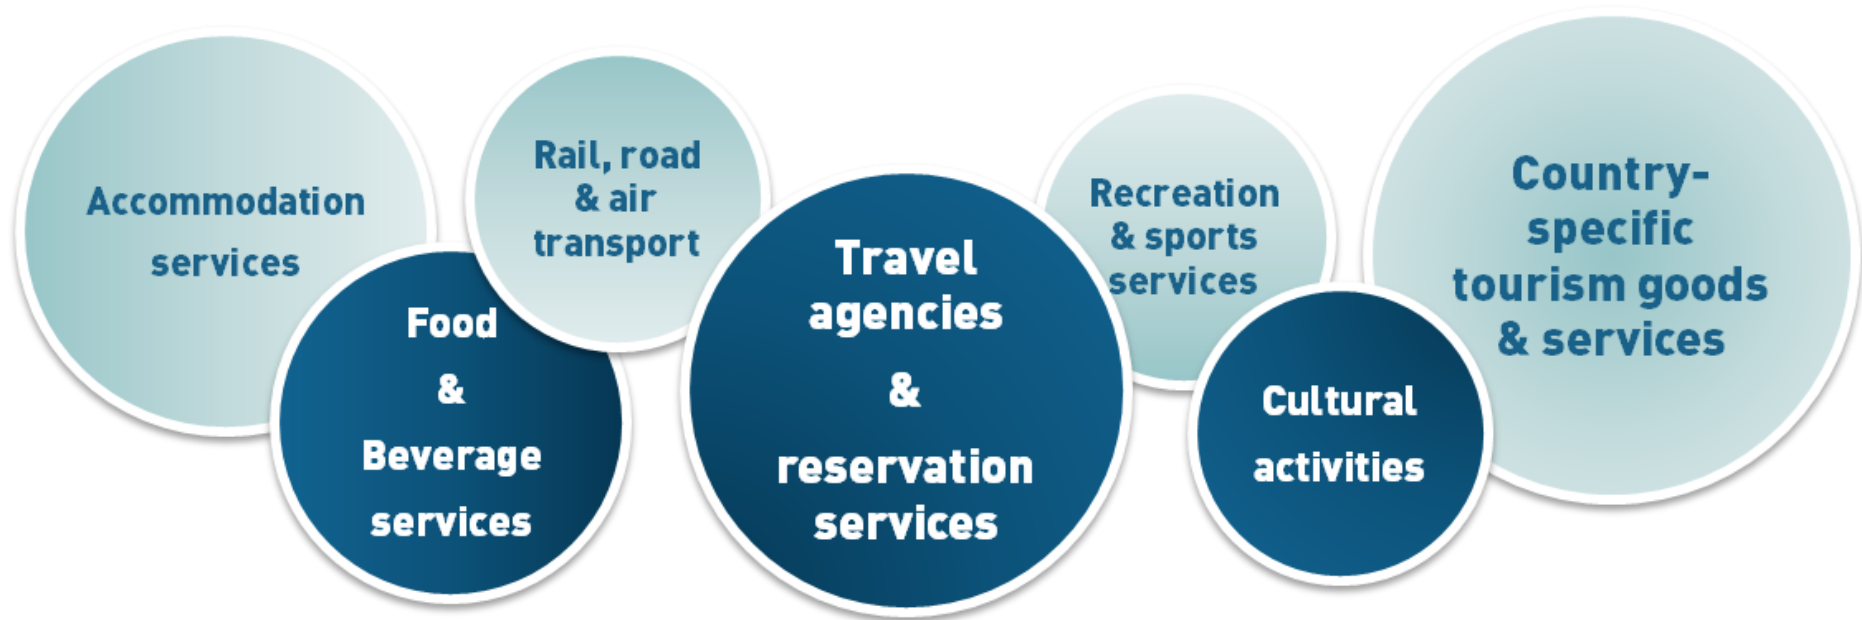 Accommodation
services
Food
&
Beverage
services
Rail, road
& air
transport
Travel
agencies
&
reservation
services
Recreation
& sports
services
Cultural
activities
Country-
specific
tourism goods
& services